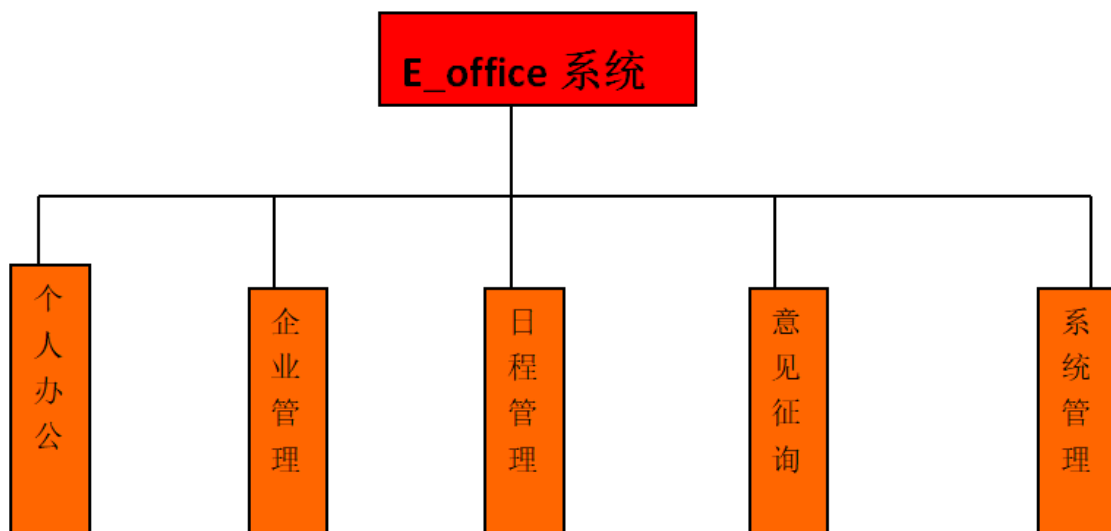 E_office 系统
个人办公
企业管理
日程管理
意见征询
系统管理